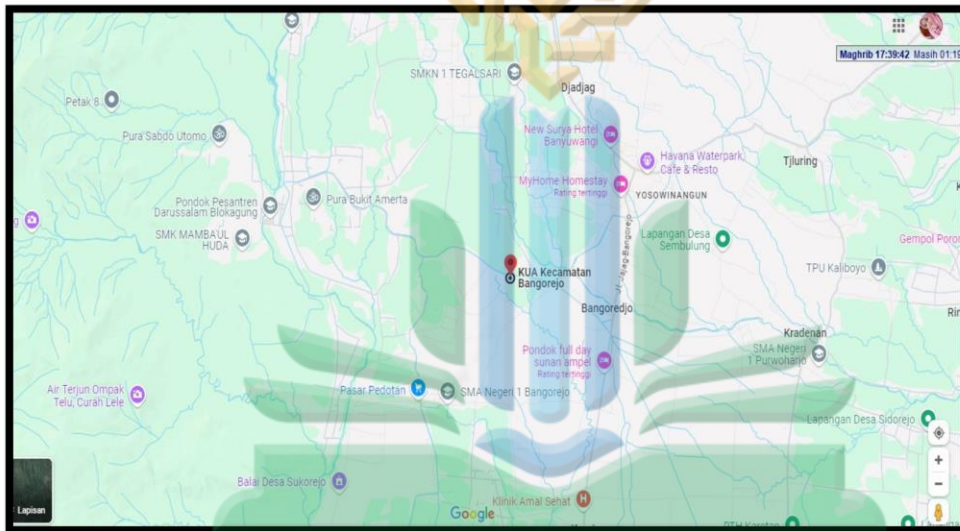 Maghrib 17:39:42 Masih 01:19
SMKN 1 TEGALSARI
Djadjag
Petak 8
New Surya Hotel
Banyuwangi
Pura Sabdo Utomo
Havana Waterpark,
Cafe & Resto
Tjluring
MyHome Homestay
Rating tertinggi
YOSOWINANGUN
Pondok Pesantren
Darussalam Blokagung
Pura Bukit Amerta
SMK MAMBA'UL
HUDA
Lapangan Desa
Sembulung
Gempol Poron
TPU Kaliboyo
KUA Kecamatan
Bangorejo
Bangoredjo
Kradenan
SMA Negeri
1 Purwoharjo
Pondok full day
sunan ampel
Rating tertinggi
Air Terjun Ompak
Telu, Curah Lele
Pasar Pedotan
SMA Negeri 1 Bangorejo
Lapangan Desa Sidorejo
Balai Desa Sukorejo
Klinik Amal Sehat
Lapisan
Google